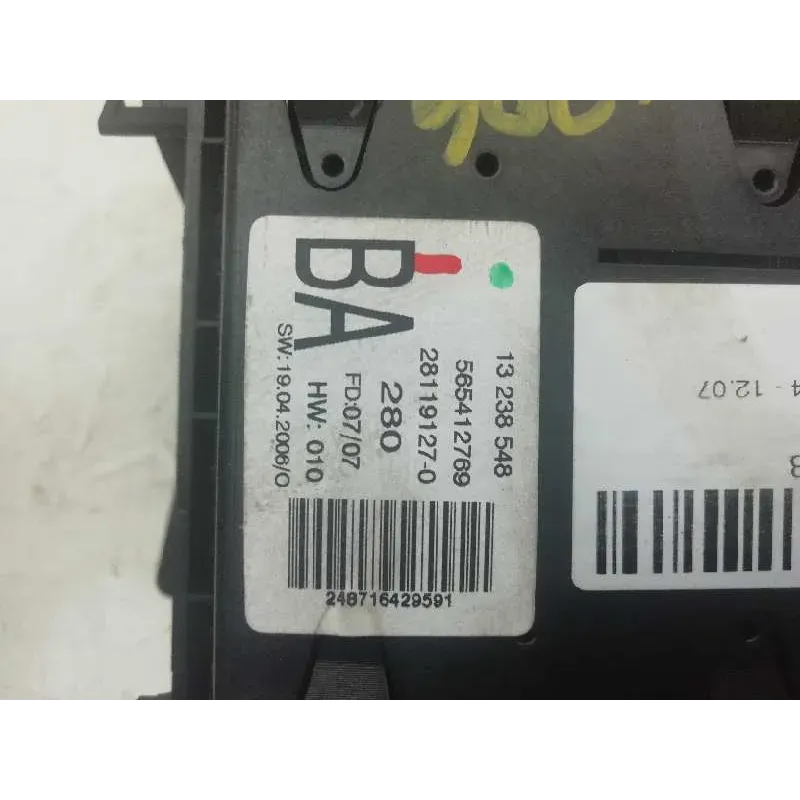 BA
13 238 548
565412769
28119127-0
280
FD:07/07
HW: 010
SW:19.04.2006/O
248716429591
4 - 12.07